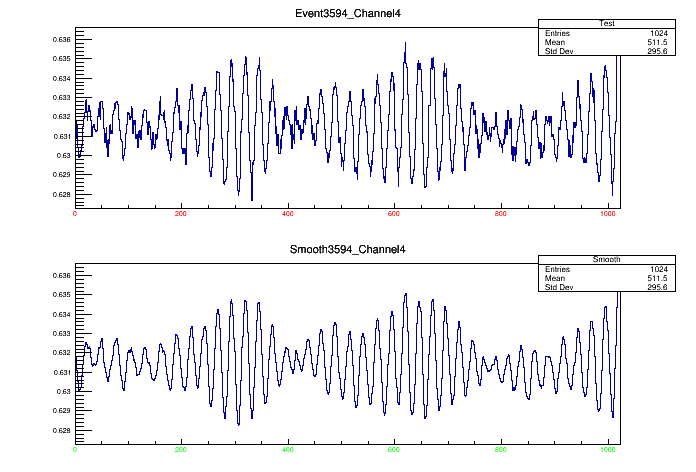 Event3594_Channel4
Test
Entries 1024
Mean 511.5
Std Dev 295.6
0.636
0.635
0.634
0.633
0.632
0.631
0.63
0.629
0.628
0 200 400 600 800 1000
Smooth3594_Channel4
Smooth
Entries 1024
Mean 511.5
Std Dev 295.6
0.636
0.635
0.634
0.633
0.632
0.631
0.63
0.629
0.628
0 200 400 600 800 1000